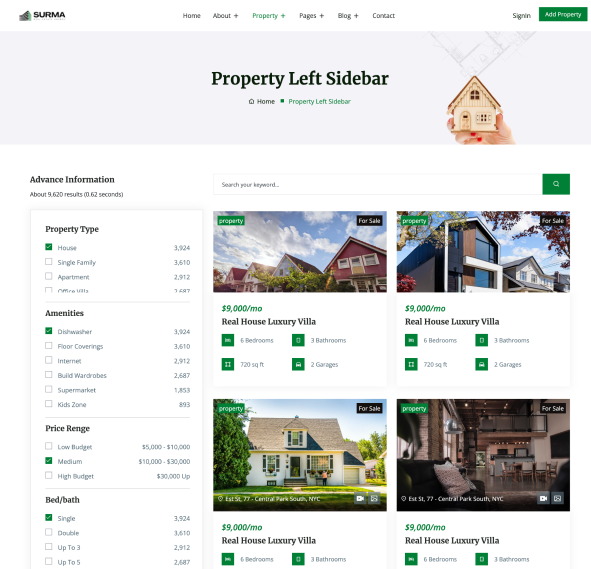 SURMA
Home About + Property + Pages + Blog + Contact SignIn Add Property
Property Left Sidebar
Home Property Left Sidebar
Advance Information
About 9,620 results (0.62 seconds)
Search your keyword...
Property Type
House 3,924
Single Family 3,610
Apartment 2,912
Office Villa 2,687
Amenities
Dishwasher 3,924
Floor Coverings 3,610
Internet 2,912
Build Wardrobes 2,687
Supermarket 1,853
Kids Zone 893
Price Renge
Low Budget $5,000 - $10,000
Medium $10,000 - $30,000
High Budget $30,000 Up
Bed/bath
Single 3,924
Double 3,610
Up To 3 2,912
Up To 5 2,687
property For Sale
$9,000/mo
Real House Luxury Villa
6 Bedrooms 3 Bathrooms
720 sq ft 2 Garages
property For Sale
$9,000/mo
Real House Luxury Villa
6 Bedrooms 3 Bathrooms
720 sq ft 2 Garages
property For Sale
Est St, 77 - Central Park South, NYC
$9,000/mo
Real House Luxury Villa
6 Bedrooms 3 Bathrooms
property For Sale
Est St, 77 - Central Park South, NYC
$9,000/mo
Real House Luxury Villa
6 Bedrooms 3 Bathrooms